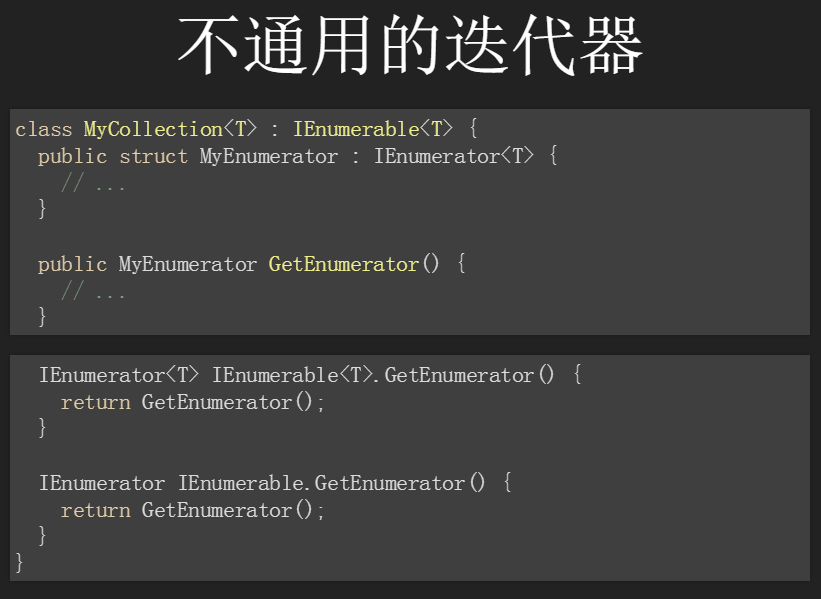 不通用的迭代器
class MyCollection<T> : IEnumerable<T> {
  public struct MyEnumerator : IEnumerator<T> {
    // ...
  }
  public MyEnumerator GetEnumerator() {
    // ...
  }
  IEnumerator<T> IEnumerable<T>.GetEnumerator() {
    return GetEnumerator();
  }
  IEnumerator IEnumerable.GetEnumerator() {
    return GetEnumerator();
  }
}